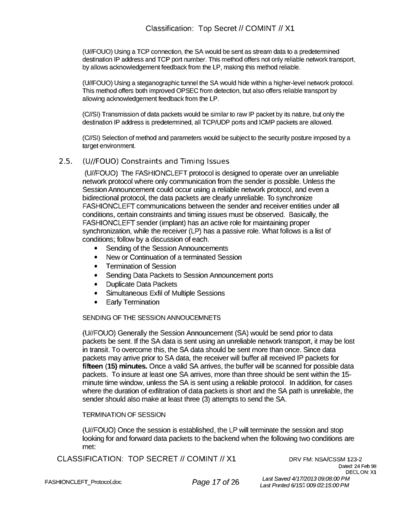 Classification: Top Secret // COMINT // X1
(U//FOUO) Using a TCP connection, the SA would be sent as stream data to a predetermined
destination IP address and TCP port number. This method offers not only reliable network transport,
by allows acknowledgement feedback from the LP, making this method reliable.
(U//FOUO) Using a steganographic tunnel the SA would hide within a higher-level network protocol.
This method offers both improved OPSEC from detection, but also offers reliable transport by
allowing acknowledgement feedback from the LP.
(C//SI) Transmission of data packets would be similar to raw IP packet by its nature, but only the
destination IP address is predetermined, all TCP/UDP ports and ICMP packets are allowed.
(C//SI) Selection of method and parameters would be subject to the security posture imposed by a
target environment.
2.5. (U//FOUO) Constraints and Timing Issues
(U//FOUO) The FASHIONCLEFT protocol is designed to operate over an unreliable
network protocol where only communication from the sender is possible. Unless the
Session Announcement could occur using a reliable network protocol, and even a
bidirectional protocol, the data packets are clearly unreliable. To synchronize
FASHIONCLEFT communications between the sender and receiver entities under all
conditions, certain constraints and timing issues must be observed. Basically, the
FASHIONCLEFT sender (implant) has an active role for maintaining proper
synchronization, while the receiver (LP) has a passive role. What follows is a list of
conditions; follow by a discussion of each.
• Sending of the Session Announcements
• New or Continuation of a terminated Session
• Termination of Session
• Sending Data Packets to Session Announcement ports
• Duplicate Data Packets
• Simultaneous Exfil of Multiple Sessions
• Early Termination
SENDING OF THE SESSION ANNOUCEMNETS
(U//FOUO) Generally the Session Announcement (SA) would be send prior to data
packets be sent. If the SA data is sent using an unreliable network transport, it may be lost
in transit. To overcome this, the SA data should be sent more than once. Since data
packets may arrive prior to SA data, the receiver will buffer all received IP packets for
fifteen (15) minutes. Once a valid SA arrives, the buffer will be scanned for possible data
packets. To insure at least one SA arrives, more than three should be sent within the 15-
minute time window, unless the SA is sent using a reliable protocol. In addition, for cases
where the duration of exfiltration of data packets is short and the SA path is unreliable, the
sender should also make at least three (3) attempts to send the SA.
TERMINATION OF SESSION
(U//FOUO) Once the session is established, the LP will terminate the session and stop
looking for and forward data packets to the backend when the following two conditions are
met:
CLASSIFICATION: TOP SECRET // COMINT // X1
DRV FM: NSA/CSSM 123-2
Dated: 24 Feb 98
DECL ON: X1
FASHIONCLEFT_Protocol.doc
Page 17 of 26
Last Saved 4/17/2013 09:08:00 PM
Last Printed 6/15/2009 02:15:00 PM